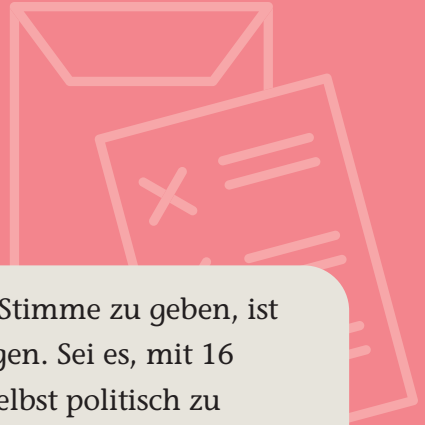 Stimme zu geben, ist
gen. Sei es, mit 16
elbst politisch zu